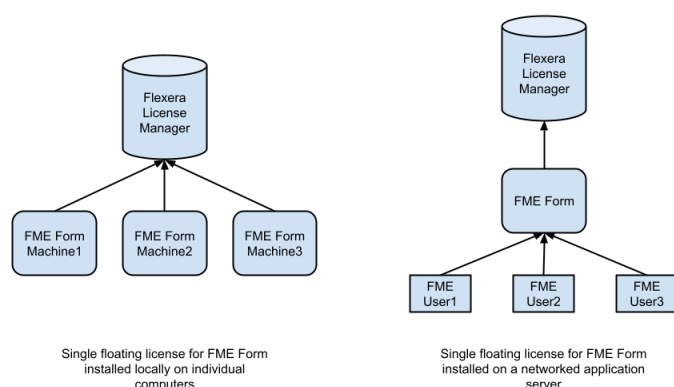 Flexera
License
Manager
FME Form
Machine1
FME Form
Machine2
FME Form
Machine3
Single floating license for FME Form
installed locally on individual
computers
Flexera
License
Manager
FME Form
FME
User1
FME
User2
FME
User3
Single floating license for FME Form
installed on a networked application
server